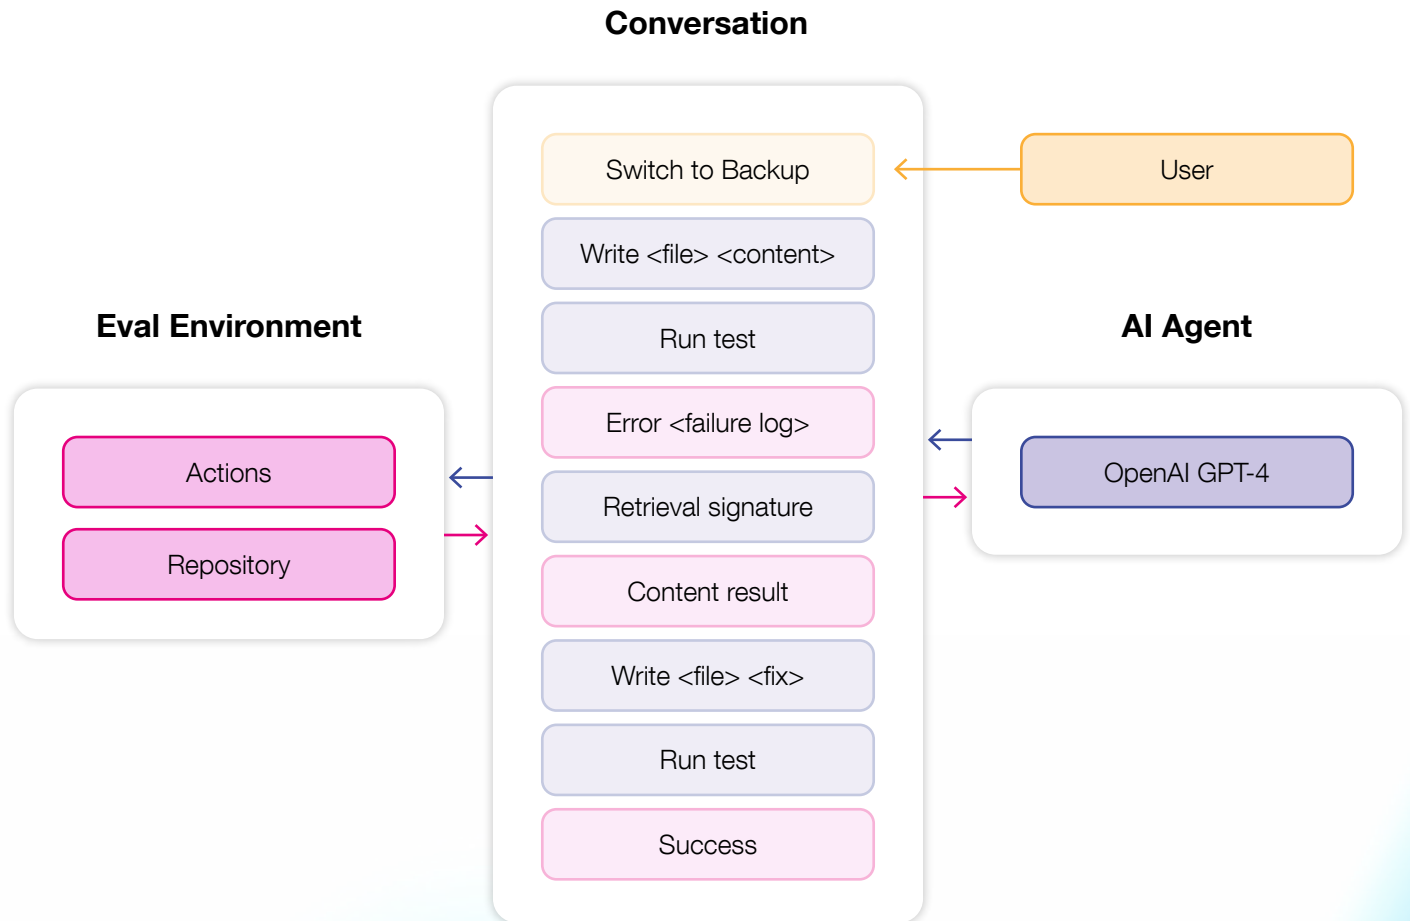 Conversation
Switch to Backup
User
Write <file> <content>
Run test
Eval Environment
AI Agent
Error <failure log>
Actions
OpenAI GPT-4
Retrieval signature
Repository
Content result
Write <file> <fix>
Run test
Success